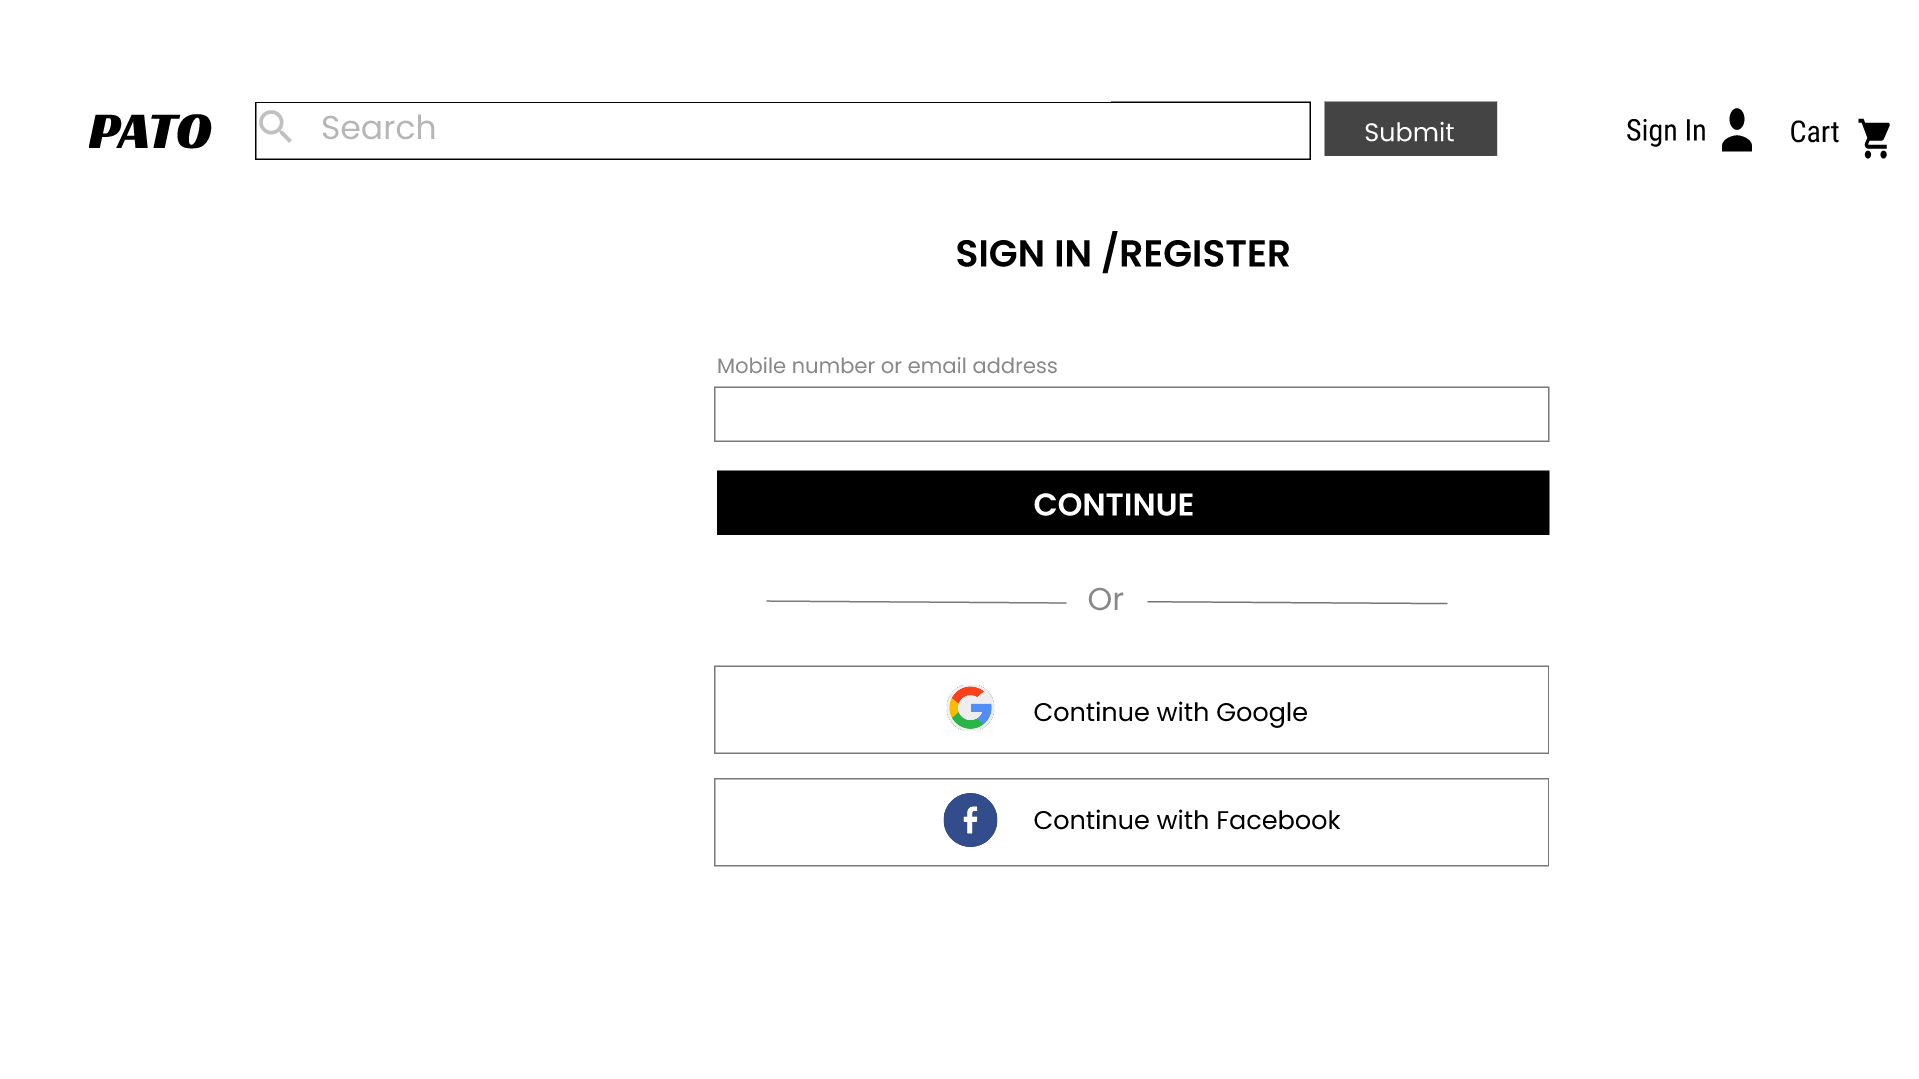 PATO
Search
Submit
Sign In
Cart
SIGN IN /REGISTER
Mobile number or email address
CONTINUE
Or
Continue with Google
Continue with Facebook